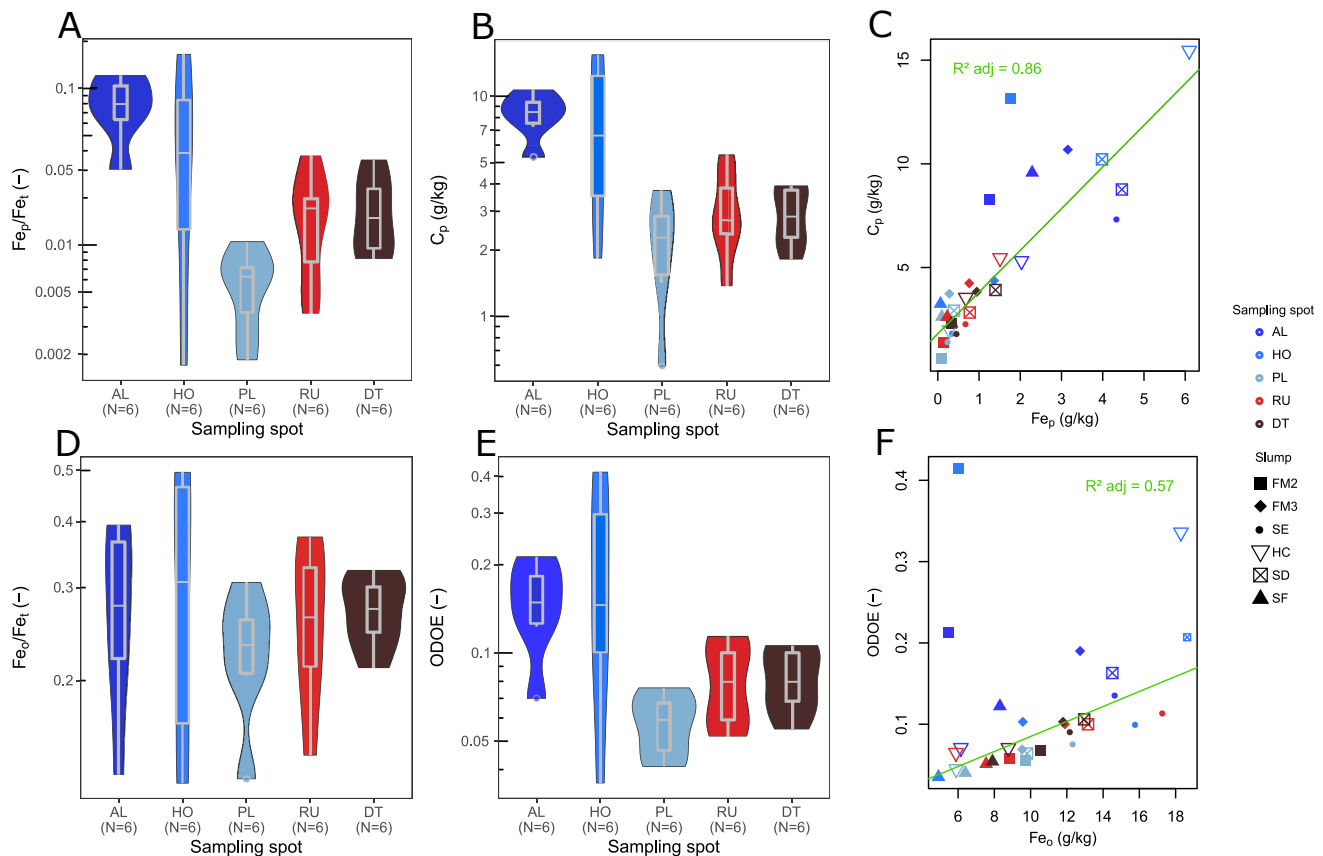 A
Fep/Fet (−)
0.1
0.05
0.01
0.005
0.002
AL HO PL RU DT
(N=6) (N=6) (N=6) (N=6) (N=6)
Sampling spot
B
Cp (g/kg)
10
7
5
4
3
2
1
AL HO PL RU DT
(N=6) (N=6) (N=6) (N=6) (N=6)
Sampling spot
C
R² adj = 0.86
Cp (g/kg)
15
10
5
0 1 2 3 4 5 6
Fep (g/kg)
Sampling spot
AL
HO
PL
RU
DT
Slump
FM2
FM3
SE
HC
SD
SF
D
Feo/Fet (−)
0.5
0.4
0.3
0.2
AL HO PL RU DT
(N=6) (N=6) (N=6) (N=6) (N=6)
Sampling spot
E
ODOE (−)
0.4
0.3
0.2
0.1
0.05
AL HO PL RU DT
(N=6) (N=6) (N=6) (N=6) (N=6)
Sampling spot
F
R² adj = 0.57
ODOE (−)
0.4
0.3
0.2
0.1
6 8 10 12 14 16 18
Feo (g/kg)